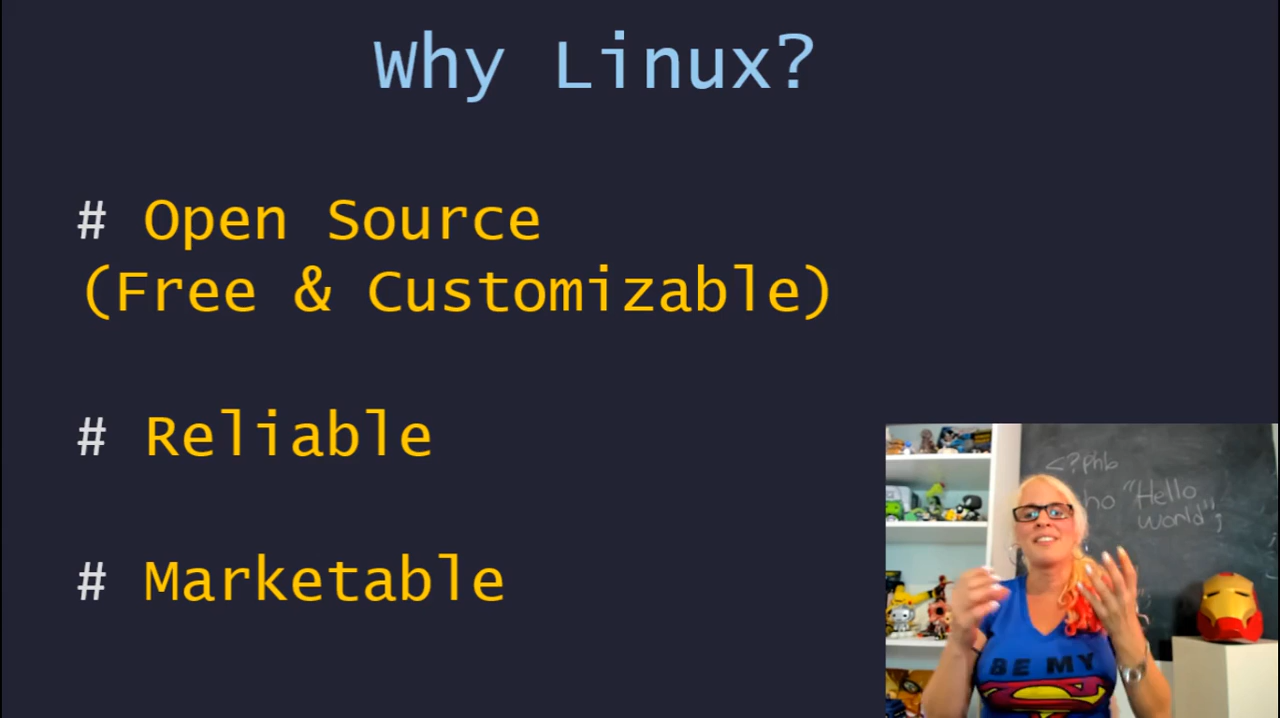 Why Linux?
# Open Source
(Free & Customizable)
# Reliable
# Marketable
<?php
"Hello
world";
BE MY